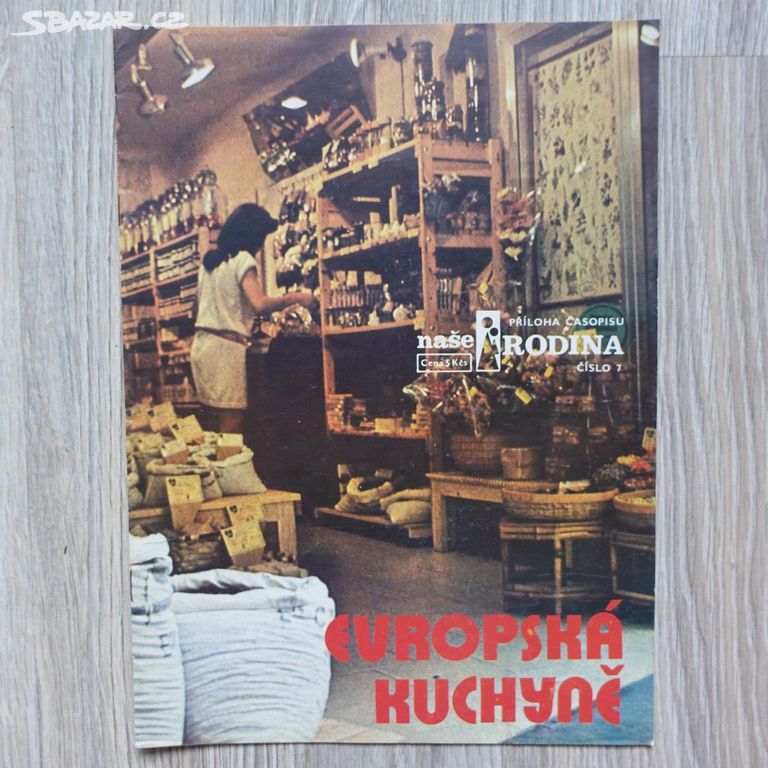 SBAZAR.CZ
PŘÍLOHA ČASOPISU
naše RODINA
Cena 5 Kčs
ČÍSLO 7
EVROPSKÁ
KUCHYNĚ